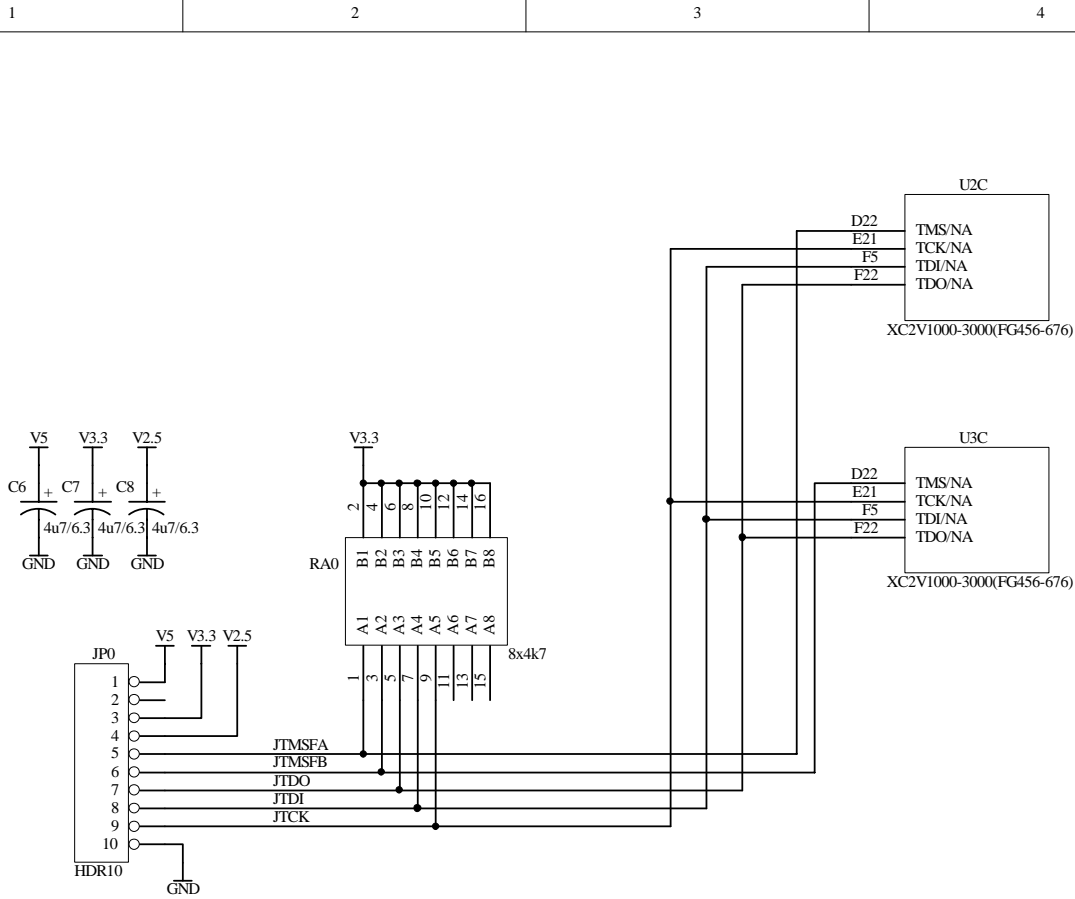 1 2 3 4
U2C
D22 TMS/NA
E21 TCK/NA
F5 TDI/NA
F22 TDO/NA
XC2V1000-3000(FG456-676)
V5 V3.3 V2.5
C6 + C7 + C8 +
4u7/6.3 4u7/6.3 4u7/6.3
GND GND GND
V3.3
2 4 6 8 10 12 14 16
B1 B2 B3 B4 B5 B6 B7 B8
RA0
A1 A2 A3 A4 A5 A6 A7 A8
8x4k7
1 3 5 7 9 11 13 15
U3C
D22 TMS/NA
E21 TCK/NA
F5 TDI/NA
F22 TDO/NA
XC2V1000-3000(FG456-676)
V5 V3.3 V2.5
JP0
1
2
3
4
5 JTMSFA
6 JTMSFB
7 JTDO
8 JTDI
9 JTCK
10
HDR10
GND